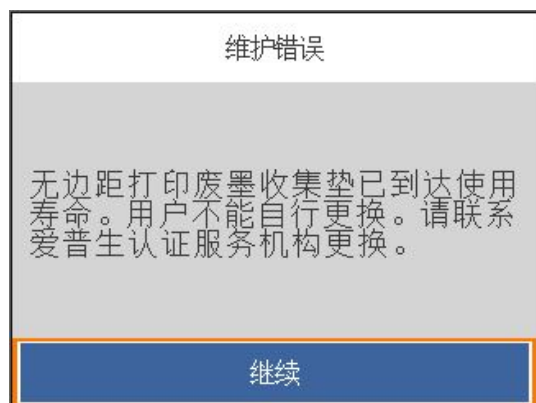 维护错误
无边距打印废墨收集垫已到达使用
寿命。用户不能自行更换。请联系
爱普生认证服务机构更换。
继续